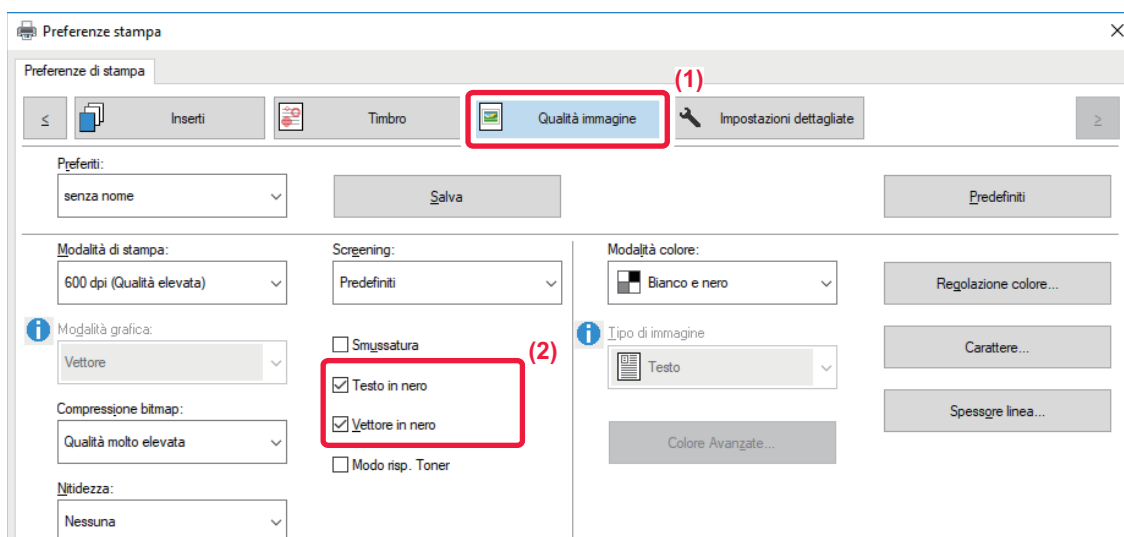 Preferenze stampa
Preferenze di stampa
(1)
<
Inserti
Timbro
Qualità immagine
Impostazioni dettagliate
>
Preferiti:
senza nome
Salva
Predefiniti
Modalità di stampa:
Screening:
Modalità colore:
600 dpi (Qualità elevata)
Predefiniti
Bianco e nero
Regolazione colore...
Modalità grafica:
Smussatura
(2)
Tipo di immagine
Carattere...
Vettore
Testo in nero
Testo
Compressione bitmap:
Vettore in nero
Spessore linea...
Qualità molto elevata
Modo risp. Toner
Colore Avanzate...
Nitidezza:
Nessuna